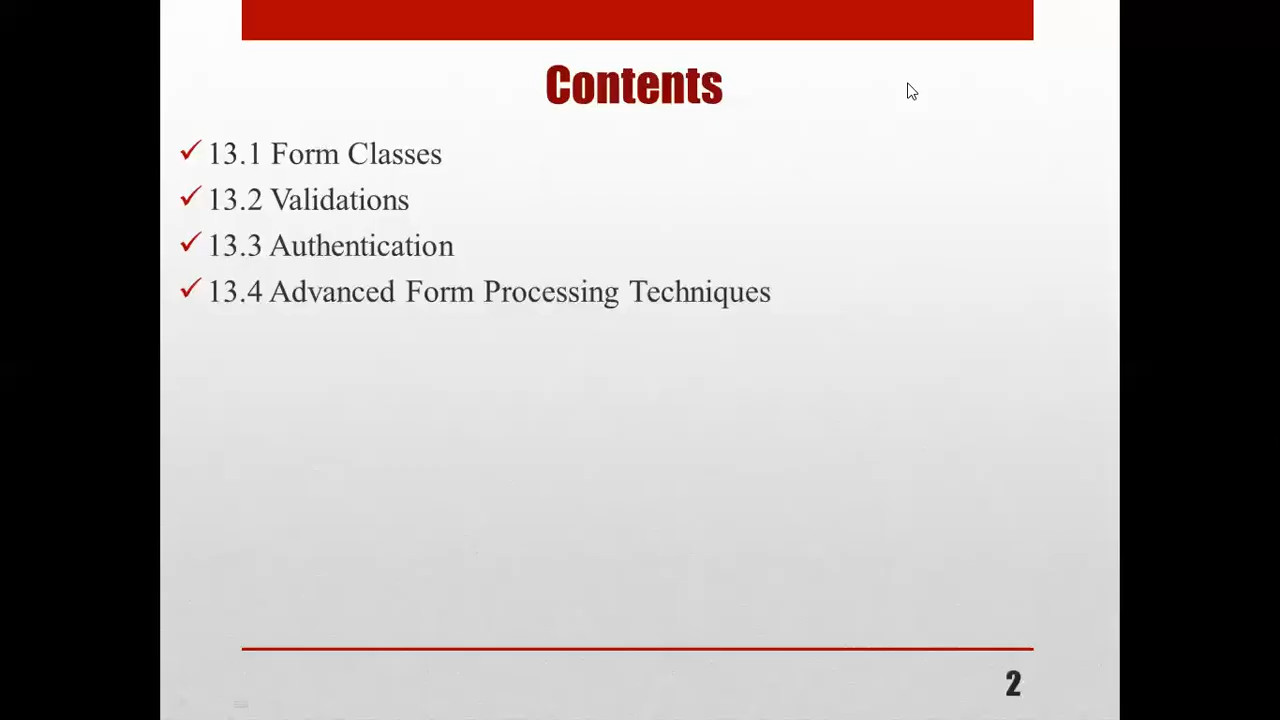 Contents
✓ 13.1 Form Classes
✓ 13.2 Validations
✓ 13.3 Authentication
✓ 13.4 Advanced Form Processing Techniques
2